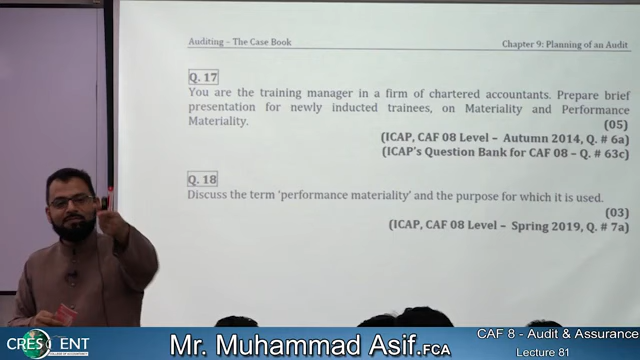 Auditing – The Case Book
Chapter 9: Planning of an Audit
Q. 17
You are the training manager in a firm of chartered accountants. Prepare brief
presentation for newly inducted trainees, on Materiality and Performance
Materiality.
(05)
(ICAP, CAF 08 Level – Autumn 2014, Q. # 6a)
(ICAP's Question Bank for CAF 08 – Q. # 63c)
Q. 18
Discuss the term 'performance materiality' and the purpose for which it is used.
(03)
(ICAP, CAF 08 Level – Spring 2019, Q. # 7a)
CRESCENT
COLLEGE OF ACCOUNTANCY
Mr. Muhammad Asif.FCA
CAF 8 - Audit & Assurance
Lecture 81